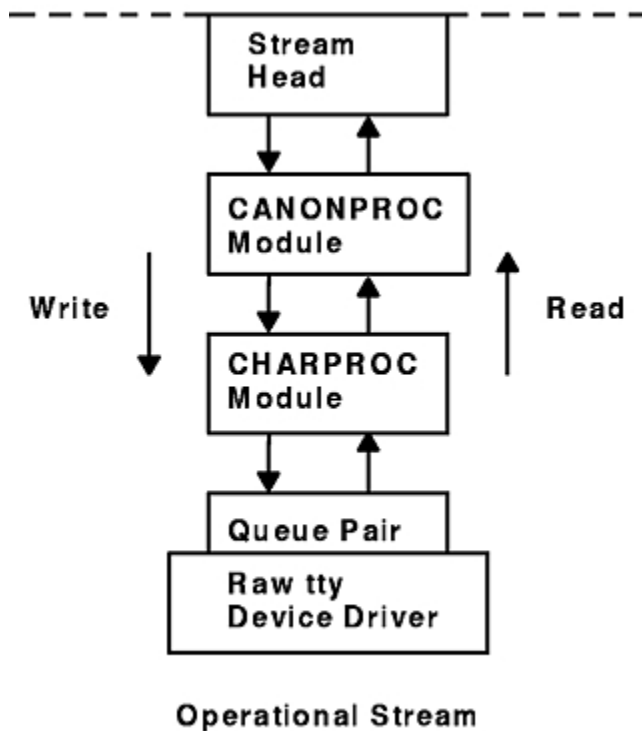 Stream
Head
CANONPROC
Module
Write
Read
CHARPROC
Module
Queue Pair
Raw tty
Device Driver
Operational Stream